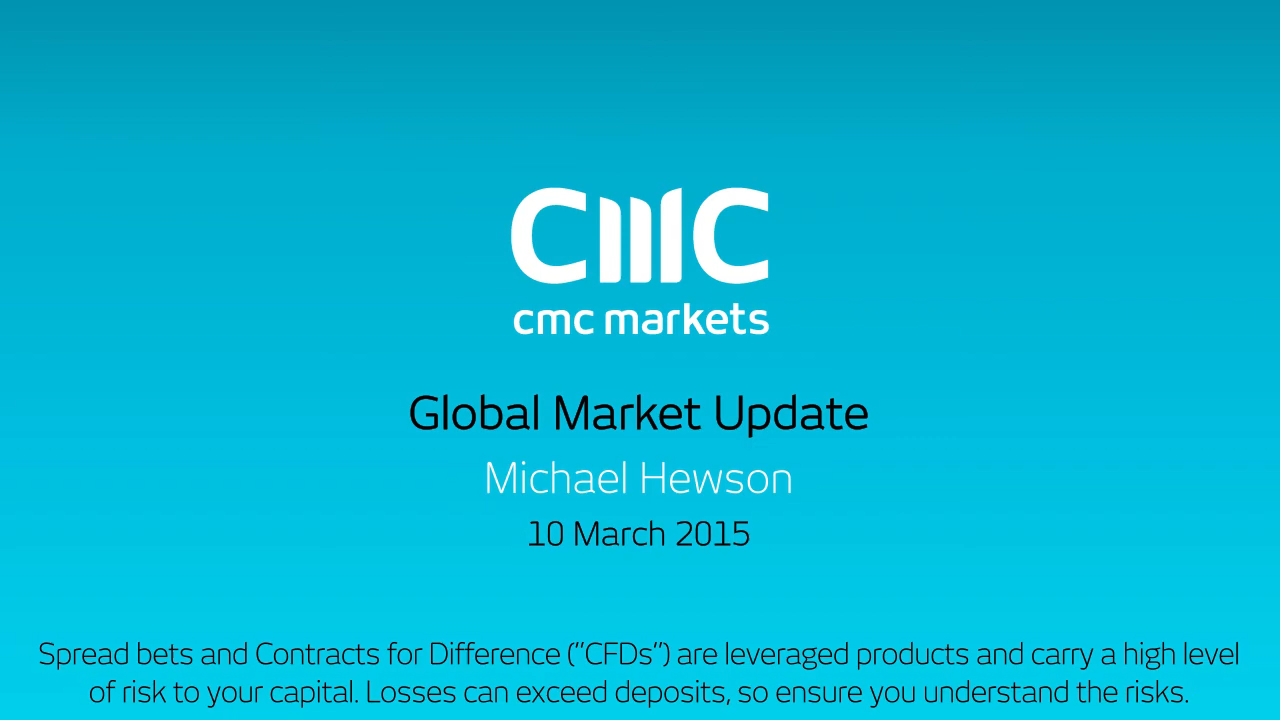 CMC
cmc markets
Global Market Update
Michael Hewson
10 March 2015
Spread bets and Contracts for Difference (“CFDs”) are leveraged products and carry a high level
of risk to your capital. Losses can exceed deposits, so ensure you understand the risks.